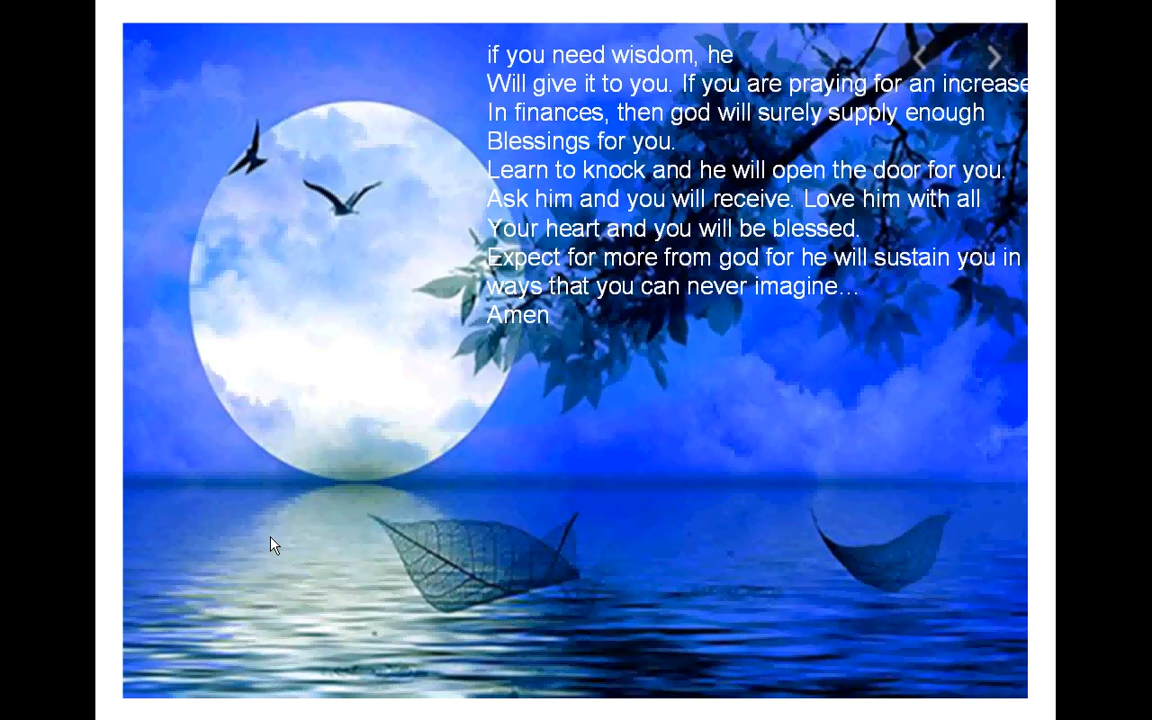 if you need wisdom, he
Will give it to you. If you are praying for an increase
In finances, then god will surely supply enough
Blessings for you.
Learn to knock and he will open the door for you.
Ask him and you will receive. Love him with all
Your heart and you will be blessed.
Expect for more from god for he will sustain you in
ways that you can never imagine…
Amen